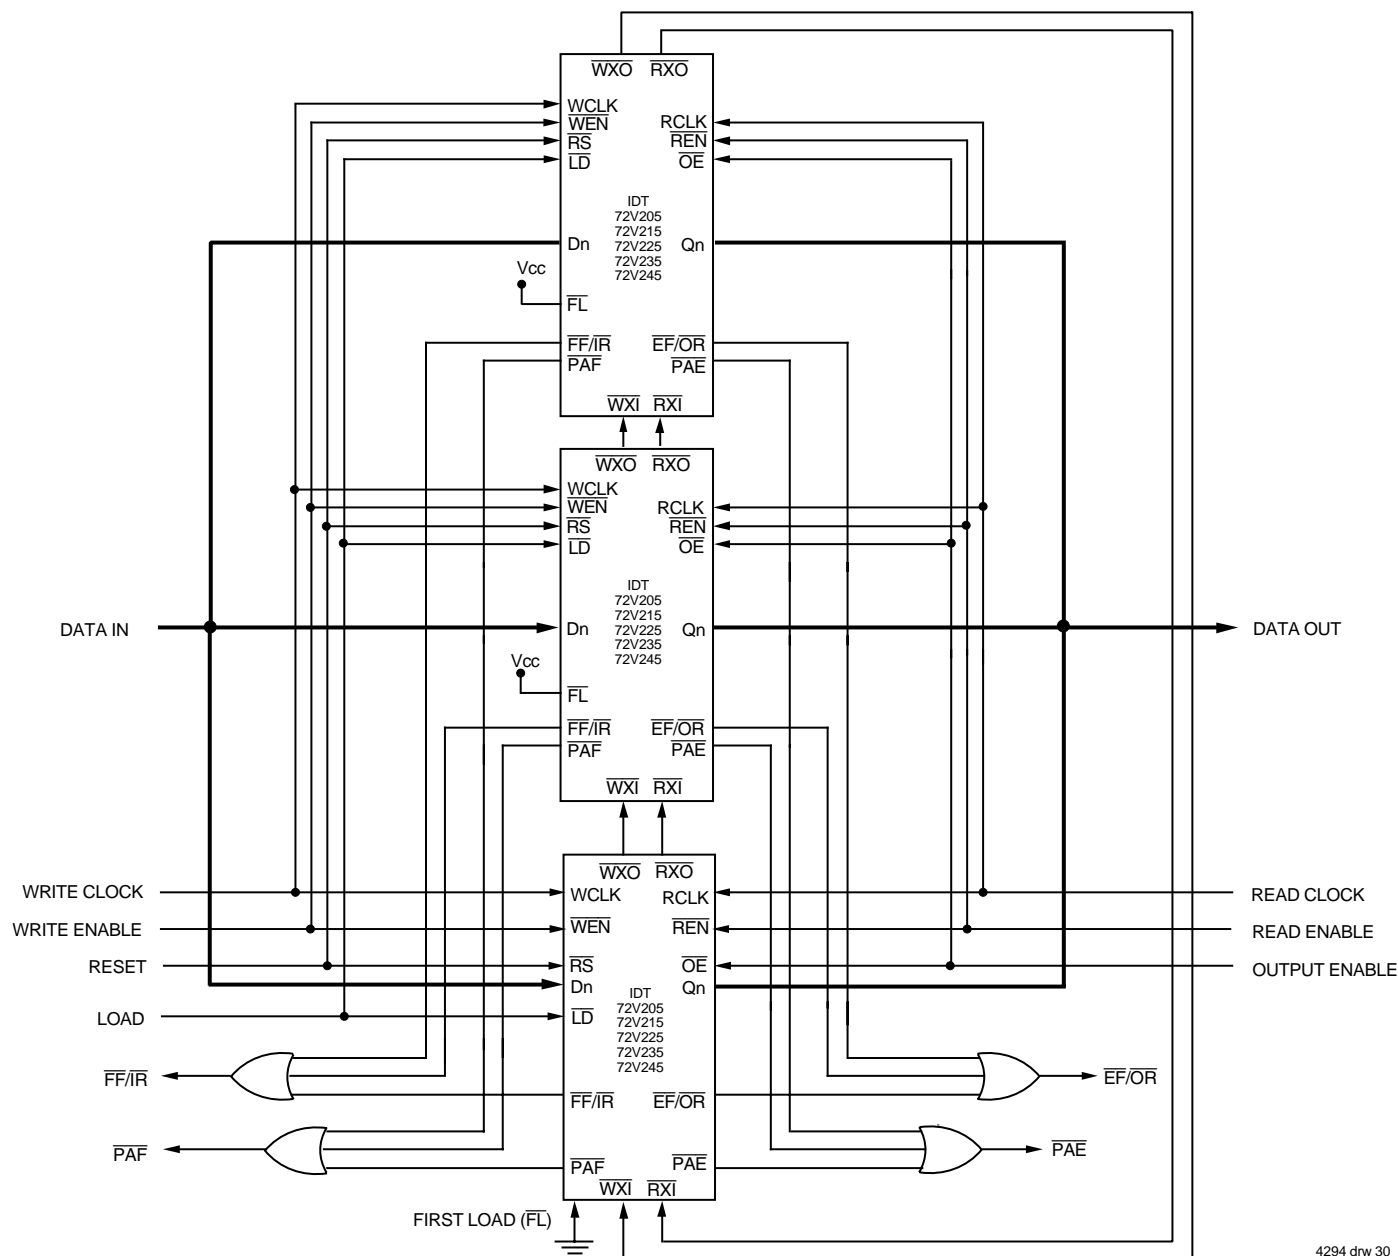 WXO RXO
WCLK
WEN
RS
LD
RCLK
REN
OE
IDT
72V205
72V215
72V225
72V235
72V245
Dn
Qn
Vcc
FL
FF/IR
PAF
EF/OR
PAE
WXI RXI
WXO RXO
WCLK
WEN
RS
LD
RCLK
REN
OE
IDT
72V205
72V215
72V225
72V235
72V245
DATA IN
Dn
Qn
DATA OUT
Vcc
FL
FF/IR
PAF
EF/OR
PAE
WXI RXI
WXO RXO
WRITE CLOCK
WCLK
RCLK
READ CLOCK
WRITE ENABLE
WEN
REN
READ ENABLE
RESET
RS
OE
OUTPUT ENABLE
Dn
Qn
IDT
72V205
72V215
72V225
72V235
72V245
LOAD
LD
FF/IR
FF/IR
EF/OR
EF/OR
PAF
PAF
PAE
PAE
WXI RXI
FIRST LOAD (FL)
4294 drw 30